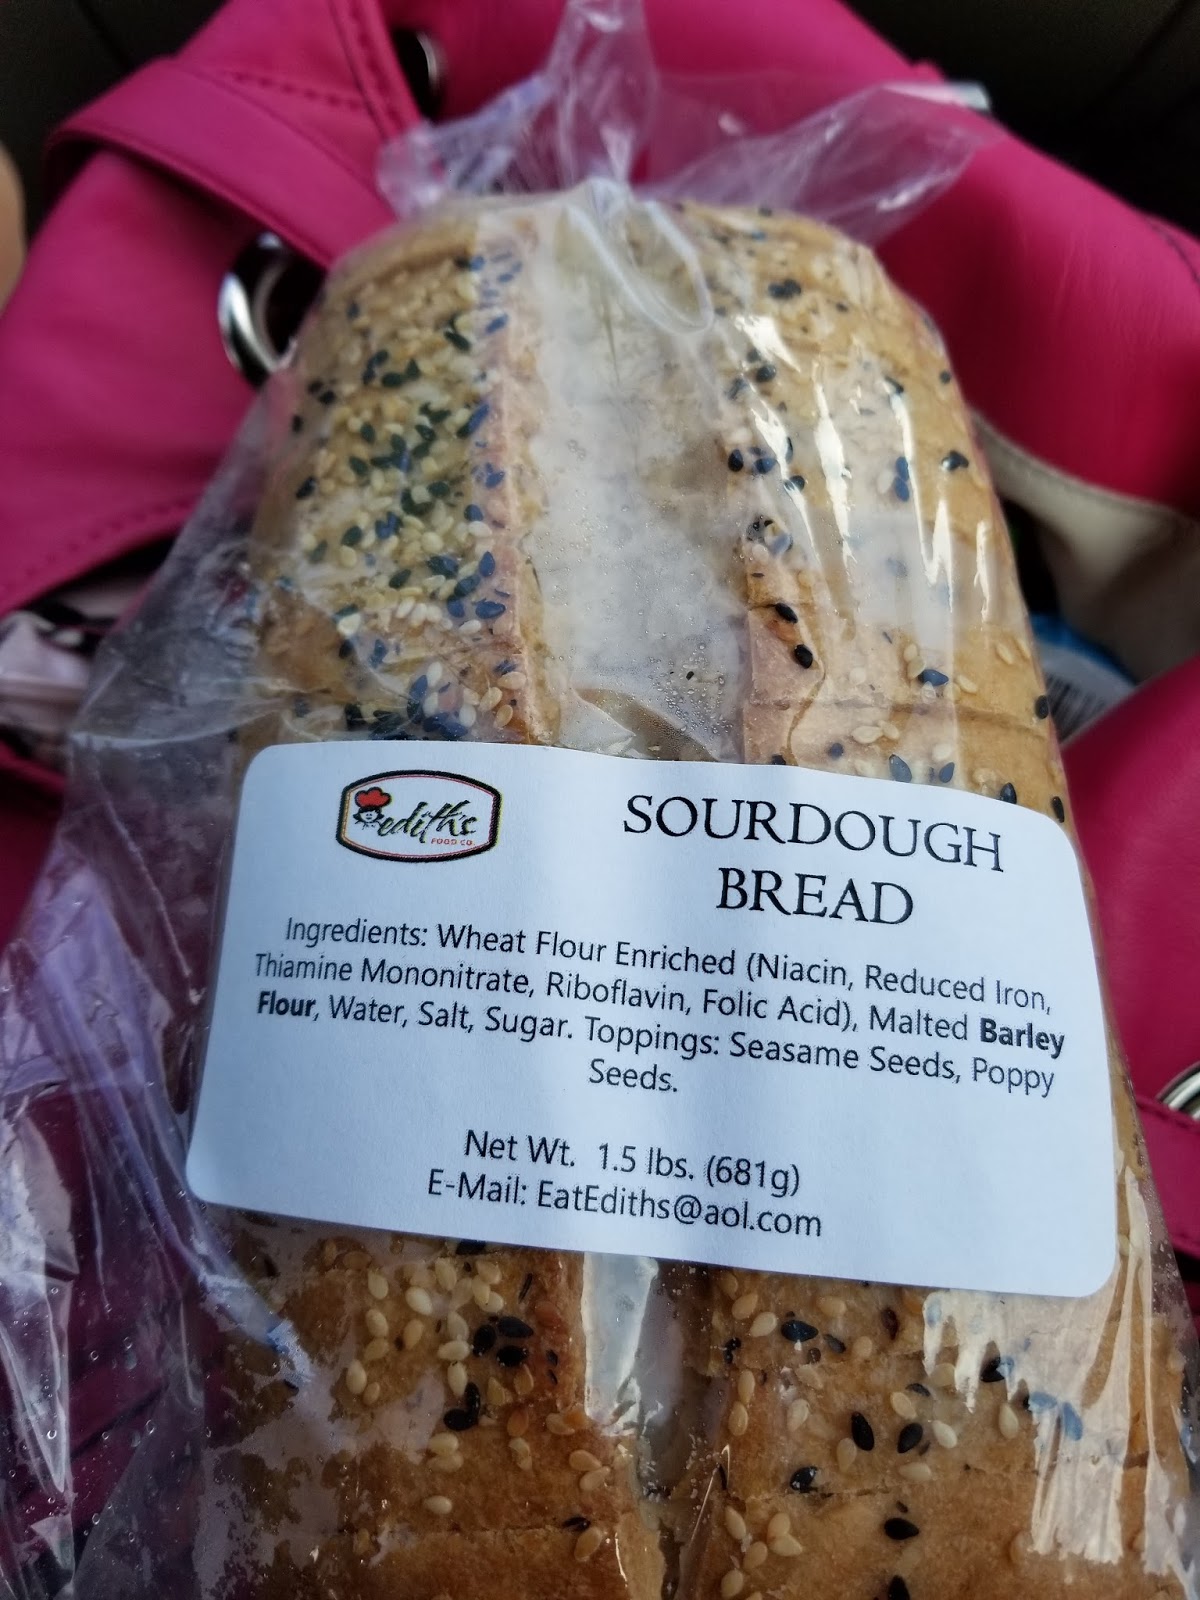 edith's
FOOD CO.
SOURDOUGH
BREAD
Ingredients: Wheat Flour Enriched (Niacin, Reduced Iron,
Thiamine Mononitrate, Riboflavin, Folic Acid), Malted Barley
Flour, Water, Salt, Sugar. Toppings: Seasame Seeds, Poppy
Seeds.
Net Wt. 1.5 lbs. (681g)
E-Mail: EatEdiths@aol.com